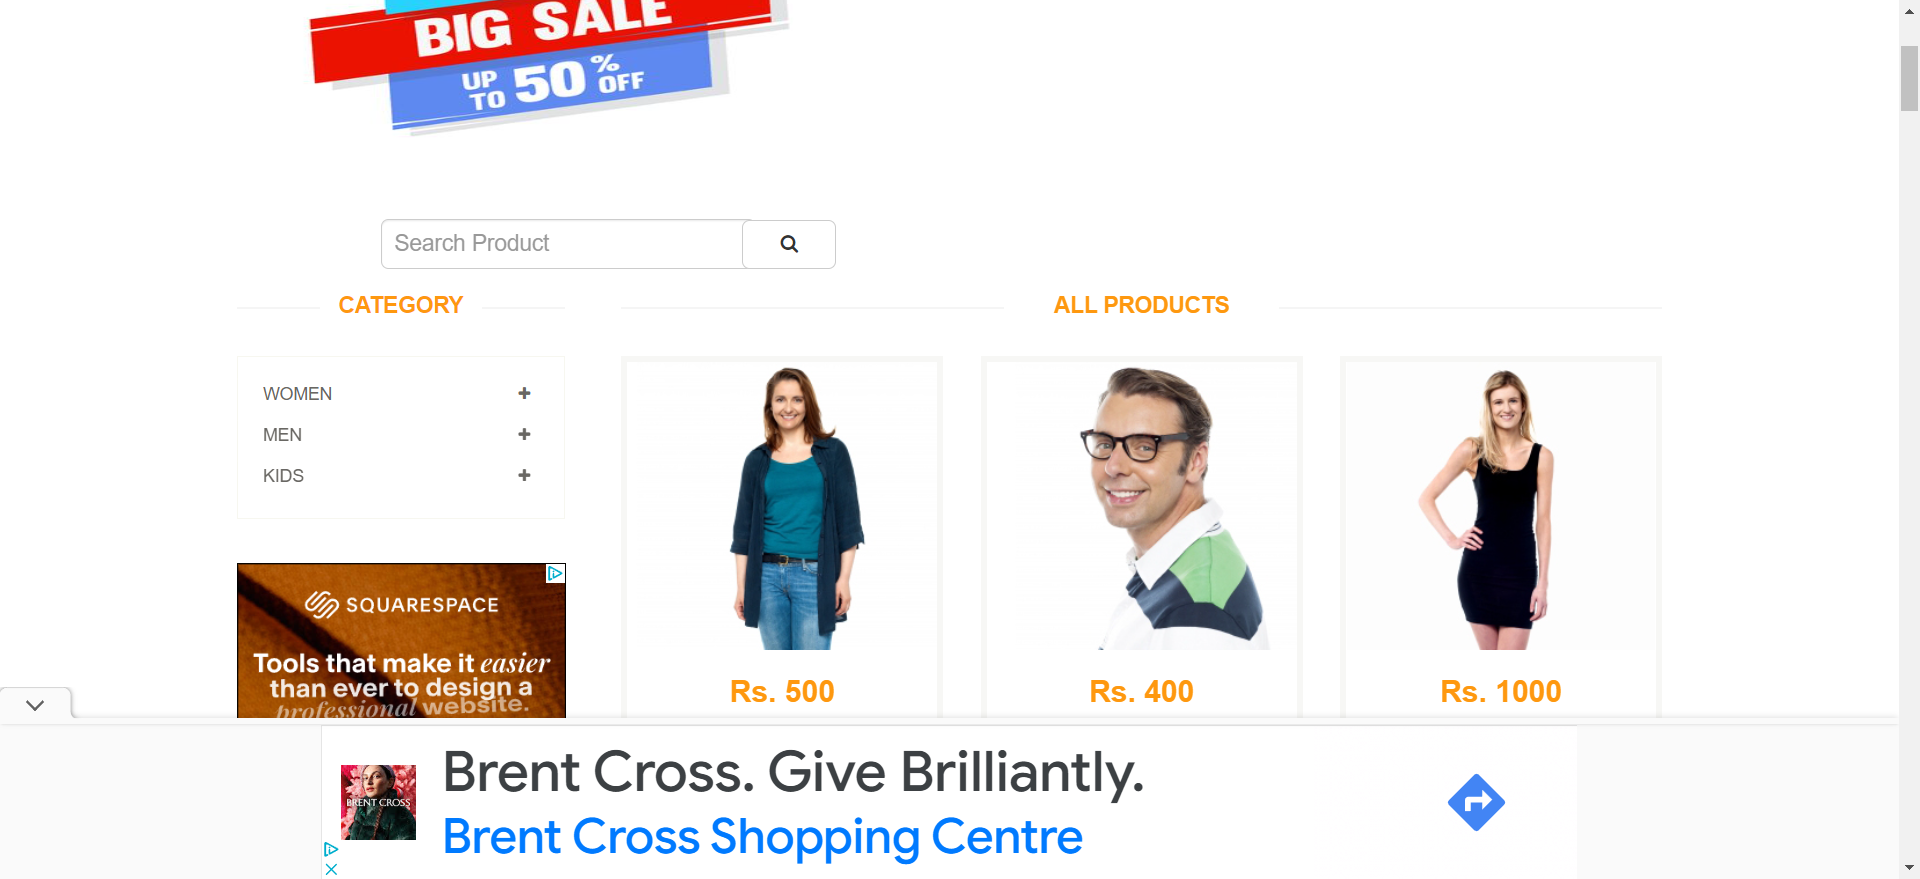 BIG SALE
UP TO 50% OFF
Search Product
CATEGORY
ALL PRODUCTS
WOMEN
MEN
KIDS
SQUARESPACE
Tools that make it easier
than ever to design a
professional website.
Rs. 500
Rs. 400
Rs. 1000
BRENT CROSS
Brent Cross. Give Brilliantly.
Brent Cross Shopping Centre